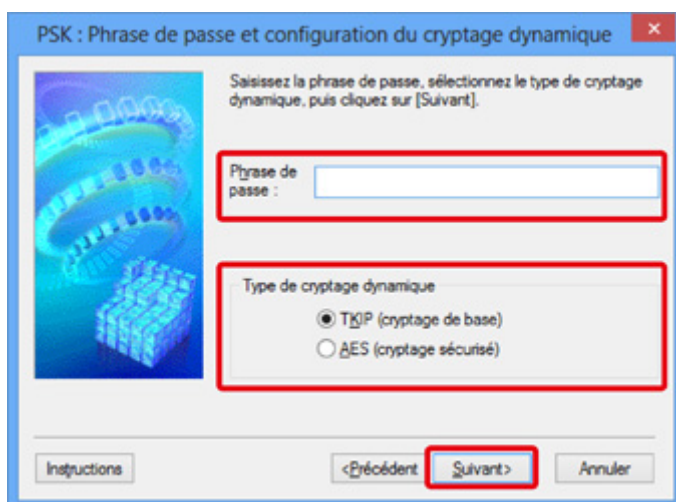 PSK : Phrase de passe et configuration du cryptage dynamique
Saisissez la phrase de passe, sélectionnez le type de cryptage
dynamique, puis cliquez sur [Suivant].
Phrase de
passe :
Type de cryptage dynamique
TKIP (cryptage de base)
AES (cryptage sécurisé)
Instructions
<Précédent
Suivant>
Annuler